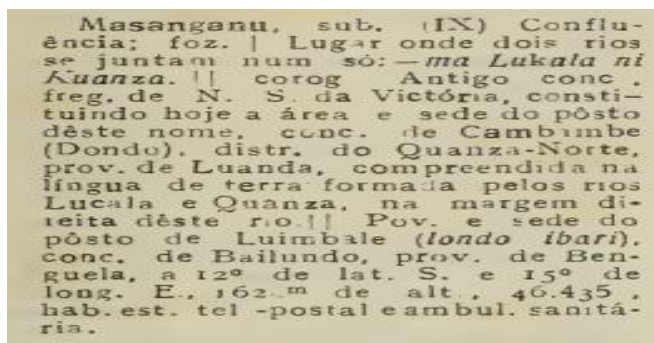 Masanganu, sub. (IX) Conflu-
ência; foz. | Lugar onde dois rios
se juntam num só:—ma Lukala ni
Kuanza. || corog Antigo conc.
freg. de N. S. da Victória, consti-
tuindo hoje a área e sede do pôsto
dêste nome, conc. de Cambimbe
(Dondo), distr. do Quanza-Norte,
prov. de Luanda, compreendida na
língua de terra formada pelos rios
Lucala e Quanza, na margem di-
reita dêste rio.|| Pov. e sede do
pôsto de Luimbale (londo ibari),
conc. de Bailundo, prov. de Ben-
guela, a 12º de lat. S. e 15º de
long. E., 162.m de alt., 46.435,
hab. est. tel-postal e ambul. sanitá-
ria.